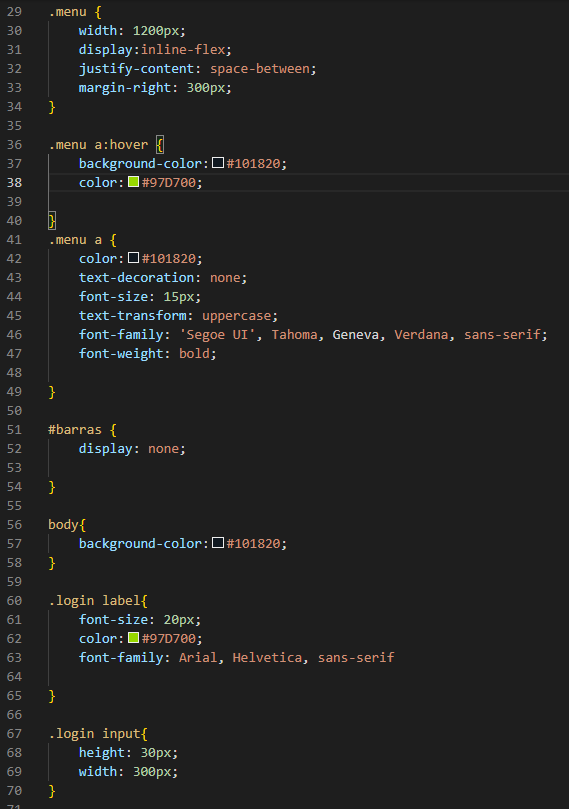 29 .menu {
30     width: 1200px;
31     display:inline-flex;
32     justify-content: space-between;
33     margin-right: 300px;
34 }
35
36 .menu a:hover {
37     background-color: #101820;
38     color: #97D700;
39
40 }
41 .menu a {
42     color: #101820;
43     text-decoration: none;
44     font-size: 15px;
45     text-transform: uppercase;
46     font-family: 'Segoe UI', Tahoma, Geneva, Verdana, sans-serif;
47     font-weight: bold;
48
49 }
50
51 #barras {
52     display: none;
53
54 }
55
56 body{
57     background-color: #101820;
58 }
59
60 .login label{
61     font-size: 20px;
62     color: #97D700;
63     font-family: Arial, Helvetica, sans-serif
64
65 }
66
67 .login input{
68     height: 30px;
69     width: 300px;
70 }
71